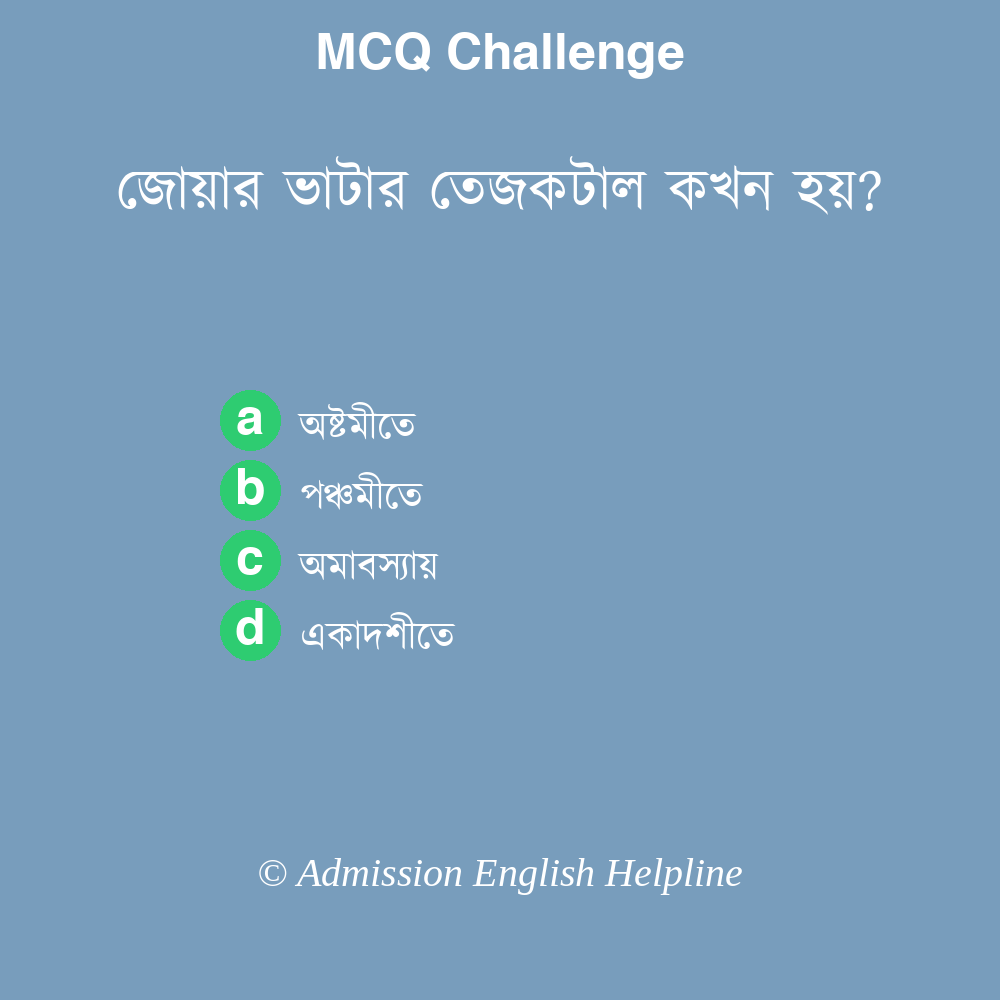 MCQ Challenge
জোয়ার ভাটার তেজকটাল কখন হয়?
a অষ্টমীতে
b পঞ্চমীতে
c অমাবস্যায়
d একাদশীতে
© Admission English Helpline